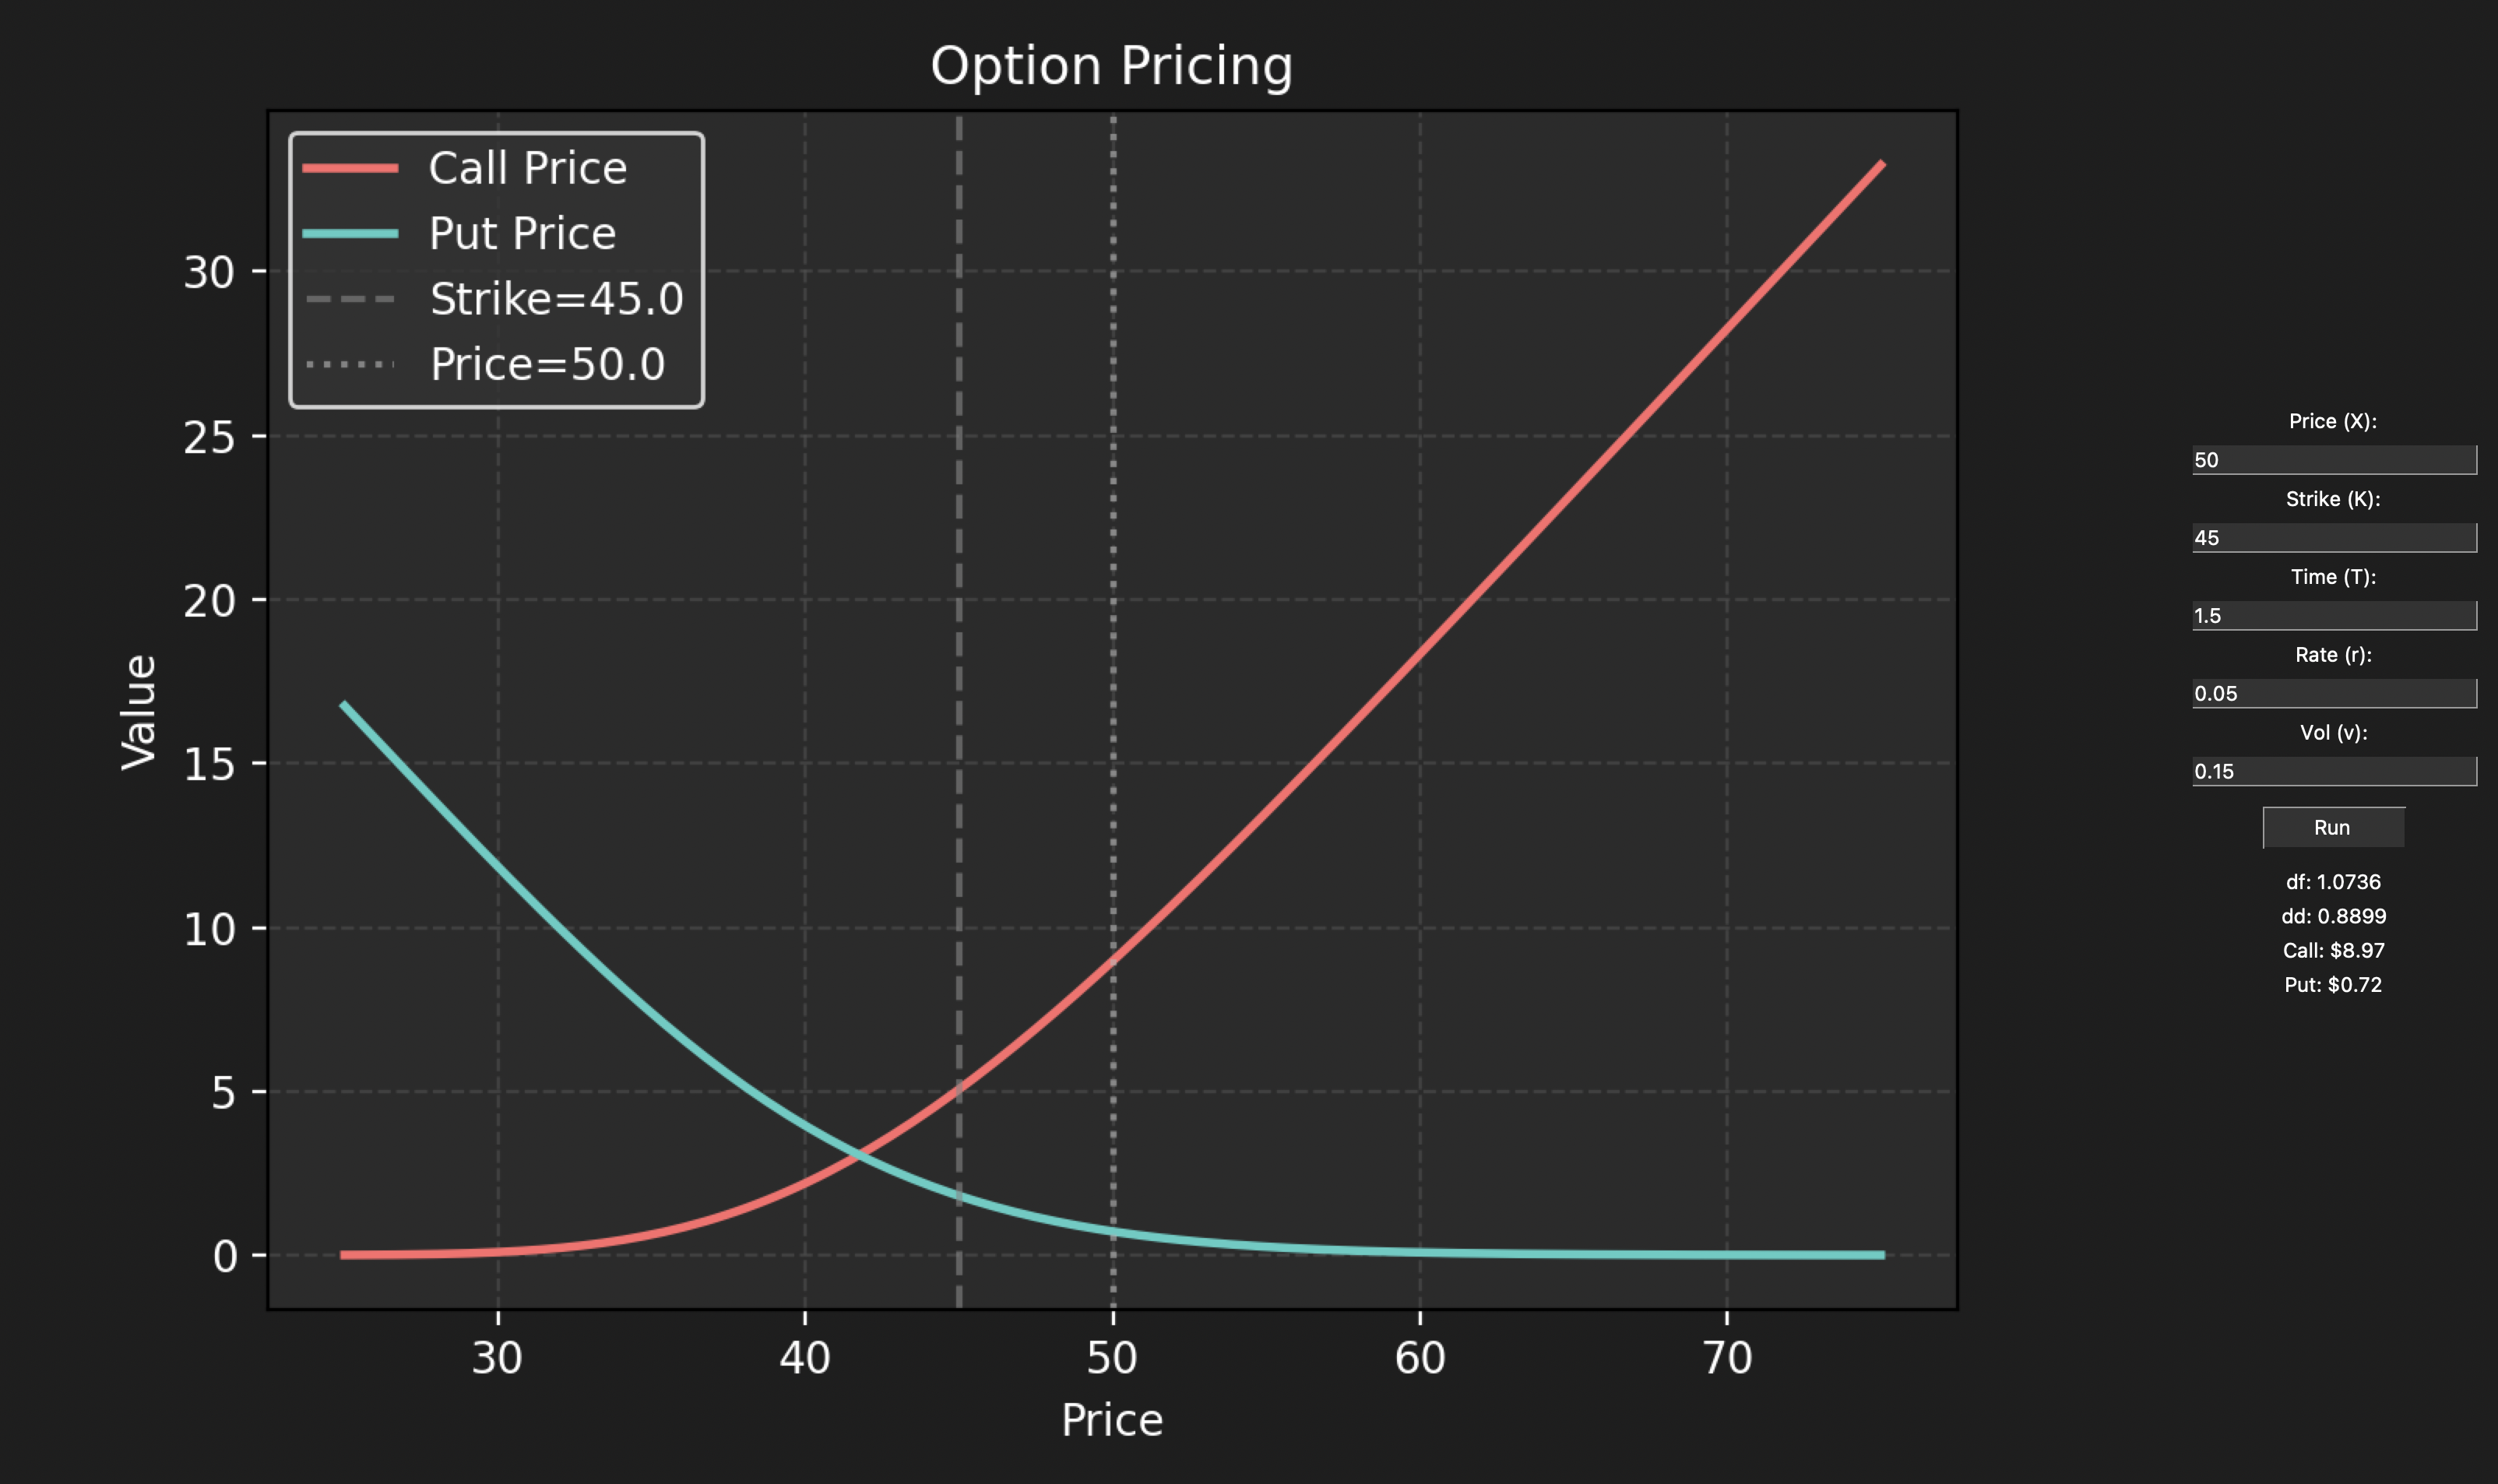 Option Pricing
Call Price
Put Price
Strike=45.0
Price=50.0
30
25
20
15
10
5
0
Value
30 40 50 60 70
Price
Price (X):
50
Strike (K):
45
Time (T):
1.5
Rate (r):
0.05
Vol (v):
0.15
Run
df: 1.0736
dd: 0.8899
Call: $8.97
Put: $0.72